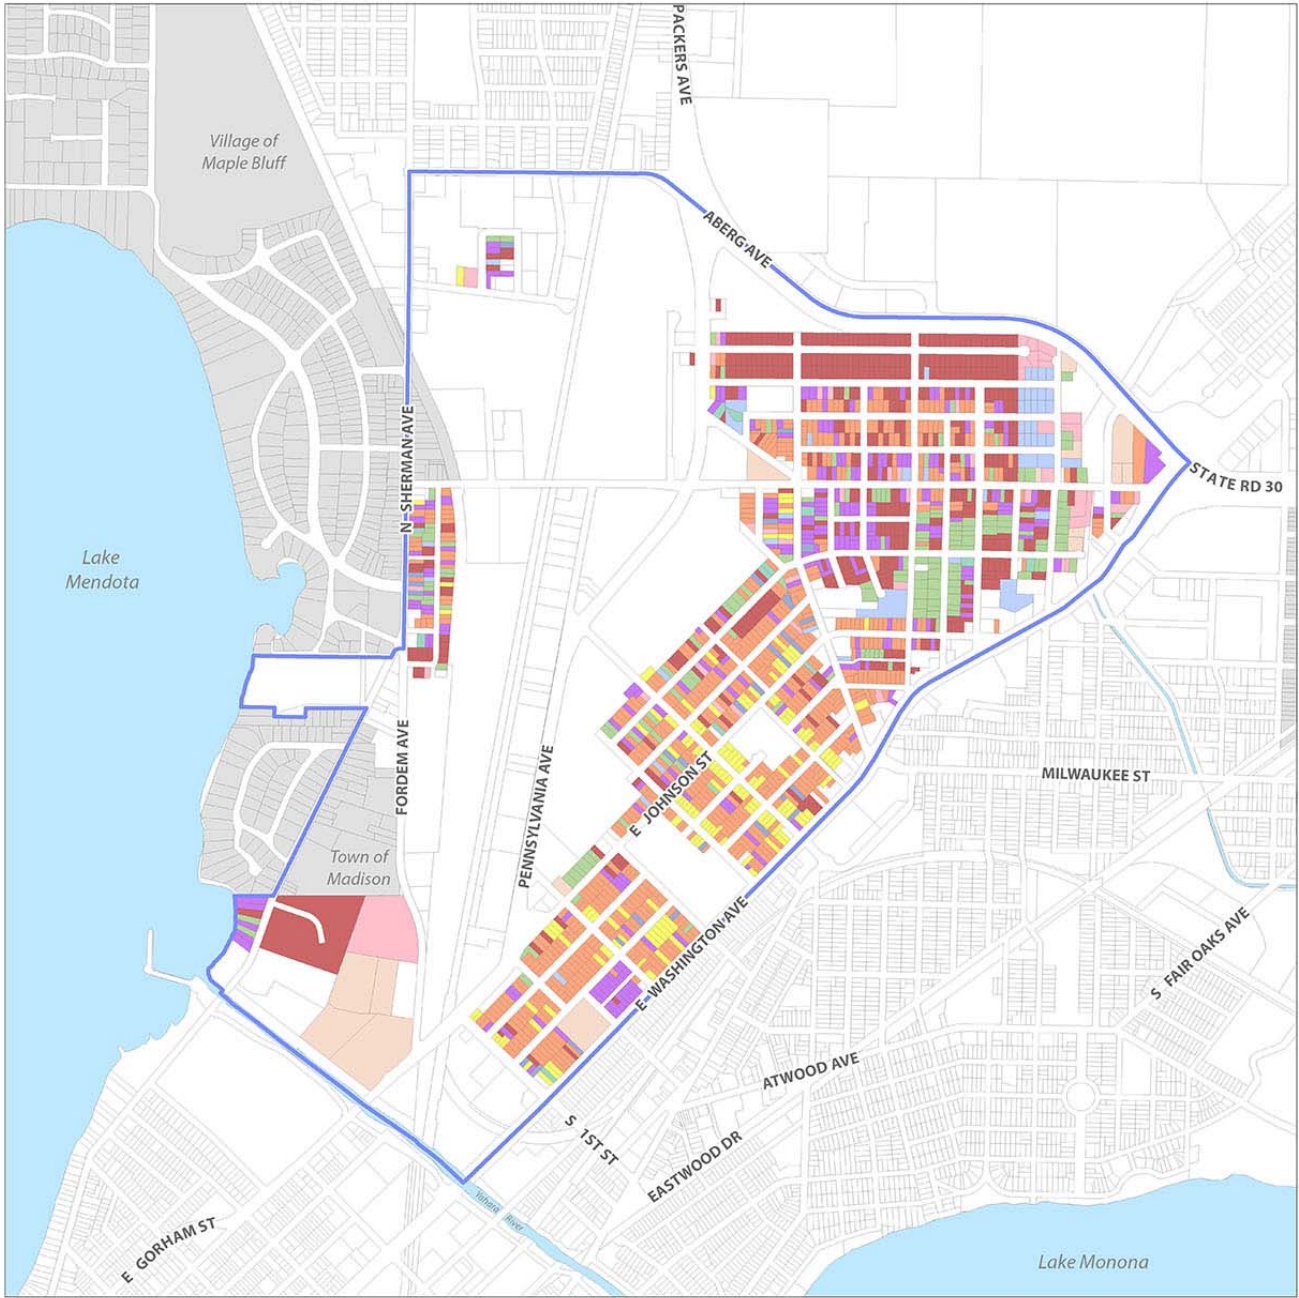 PACKERS AVE
Village of
Maple Bluff
ABERG AVE
N SHERMAN AVE
STATE RD 30
Lake
Mendota
FORDEM AVE
PENNSYLVANIA AVE
E JOHNSON ST
MILWAUKEE ST
Town of
Madison
E WASHINGTON AVE
S FAIR OAKS AVE
ATWOOD AVE
S 1ST ST
EASTWOOD DR
Yahara River
E GORHAM ST
Lake Monona